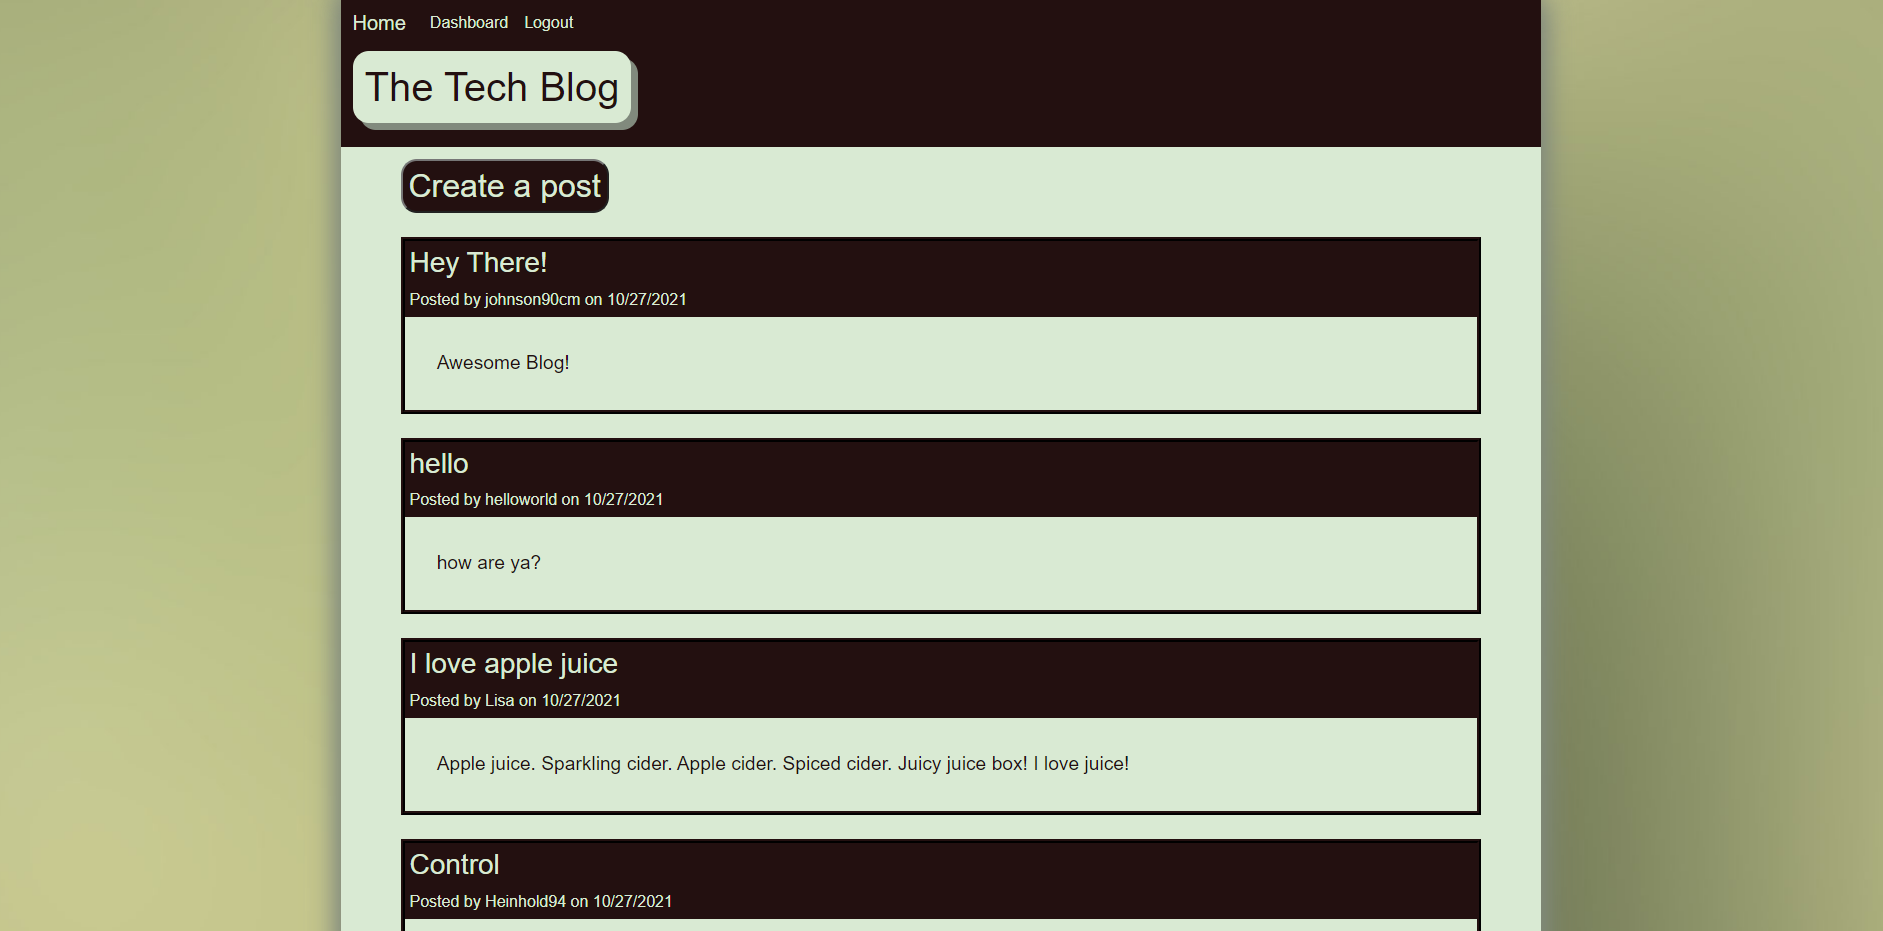 Home Dashboard Logout
The Tech Blog
Create a post
Hey There!
Posted by johnson90cm on 10/27/2021
Awesome Blog!
hello
Posted by helloworld on 10/27/2021
how are ya?
I love apple juice
Posted by Lisa on 10/27/2021
Apple juice. Sparkling cider. Apple cider. Spiced cider. Juicy juice box! I love juice!
Control
Posted by Heinhold94 on 10/27/2021